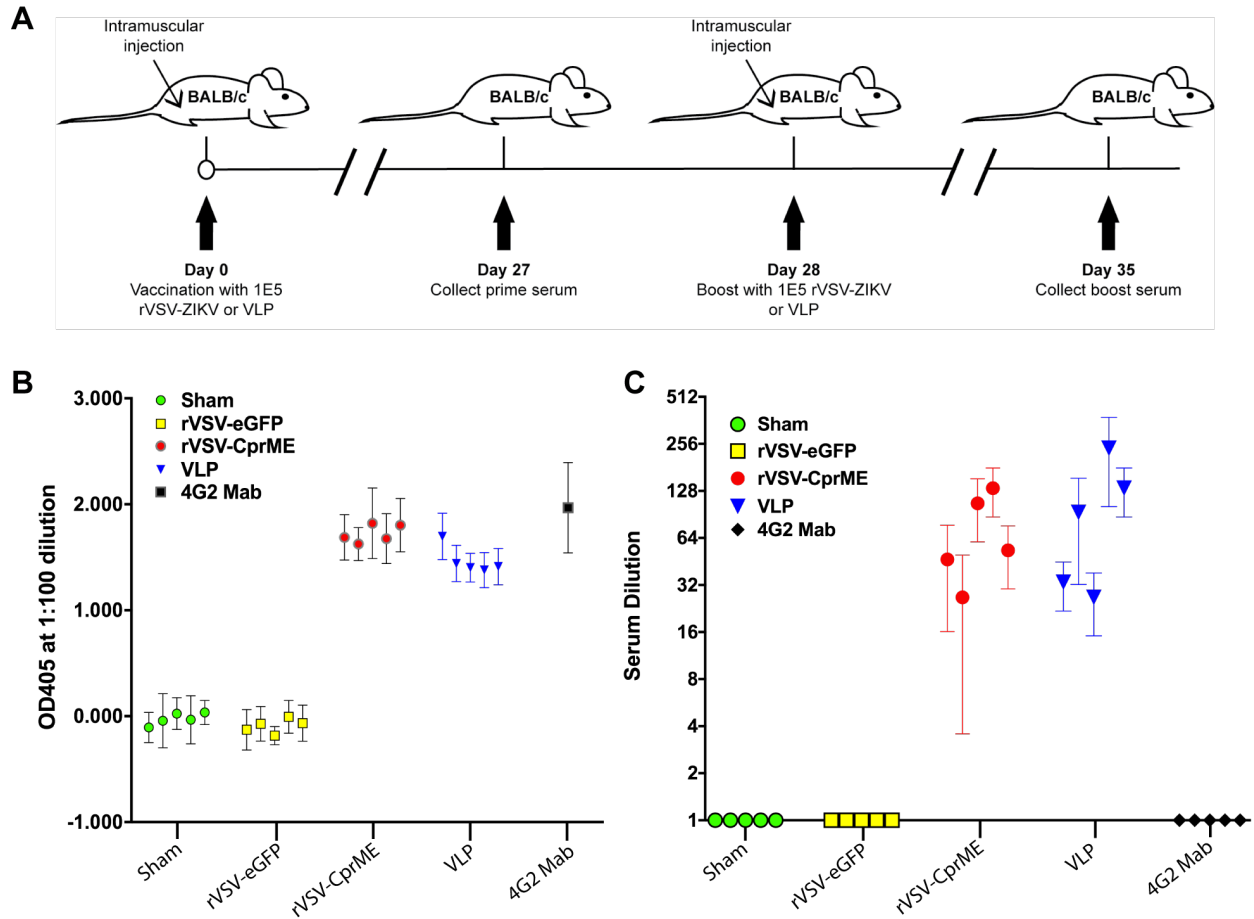 A
Intramuscular
injection
Intramuscular
injection
BALB/c
BALB/c
BALB/c
BALB/c
Day 0
Vaccination with 1E5
rVSV-ZIKV or VLP
Day 27
Collect prime serum
Day 28
Boost with 1E5 rVSV-ZIKV
or VLP
Day 35
Collect boost serum
B
OD405 at 1:100 dilution
3.000
2.000
1.000
0.000
-1.000
Sham
rVSV-eGFP
rVSV-CprME
VLP
4G2 Mab
Sham
rVSV-eGFP
rVSV-CprME
VLP
4G2 Mab
C
Serum Dilution
512
256
128
64
32
16
8
4
2
1
Sham
rVSV-eGFP
rVSV-CprME
VLP
4G2 Mab
Sham
rVSV-eGFP
rVSV-CprME
VLP
4G2 Mab